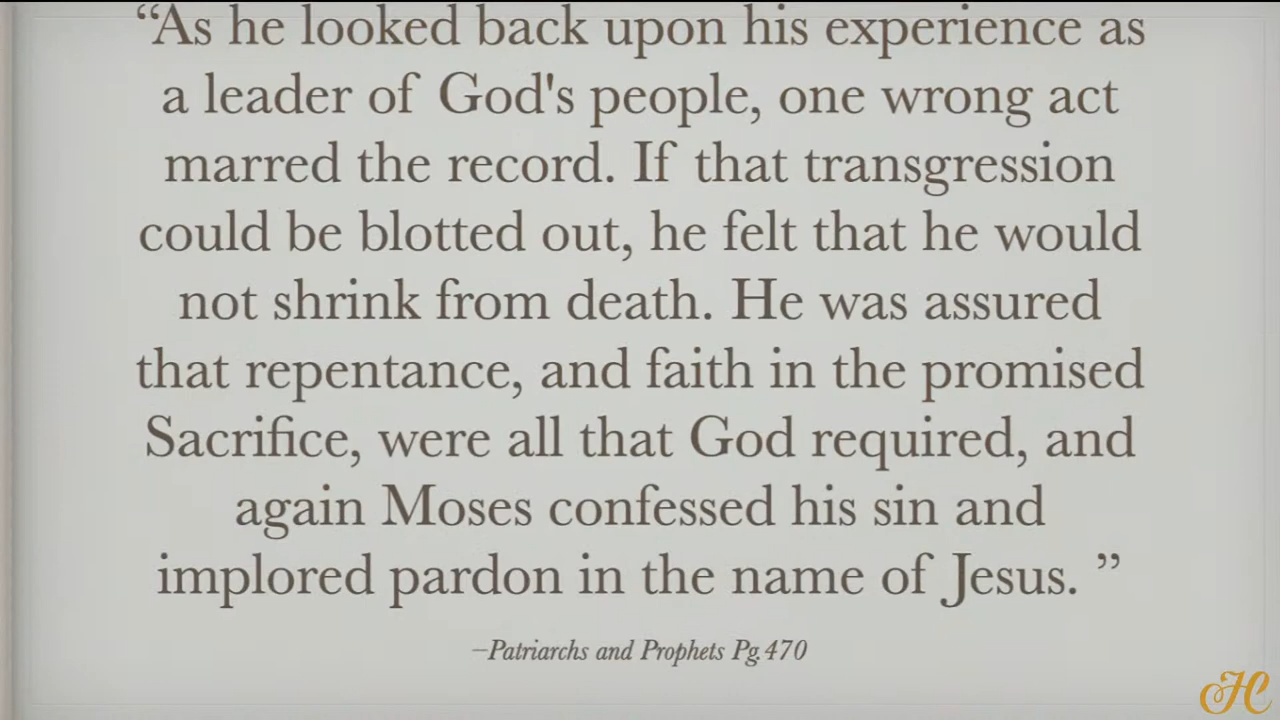 “As he looked back upon his experience as
a leader of God's people, one wrong act
marred the record. If that transgression
could be blotted out, he felt that he would
not shrink from death. He was assured
that repentance, and faith in the promised
Sacrifice, were all that God required, and
again Moses confessed his sin and
implored pardon in the name of Jesus. ”
–Patriarchs and Prophets Pg.470
H